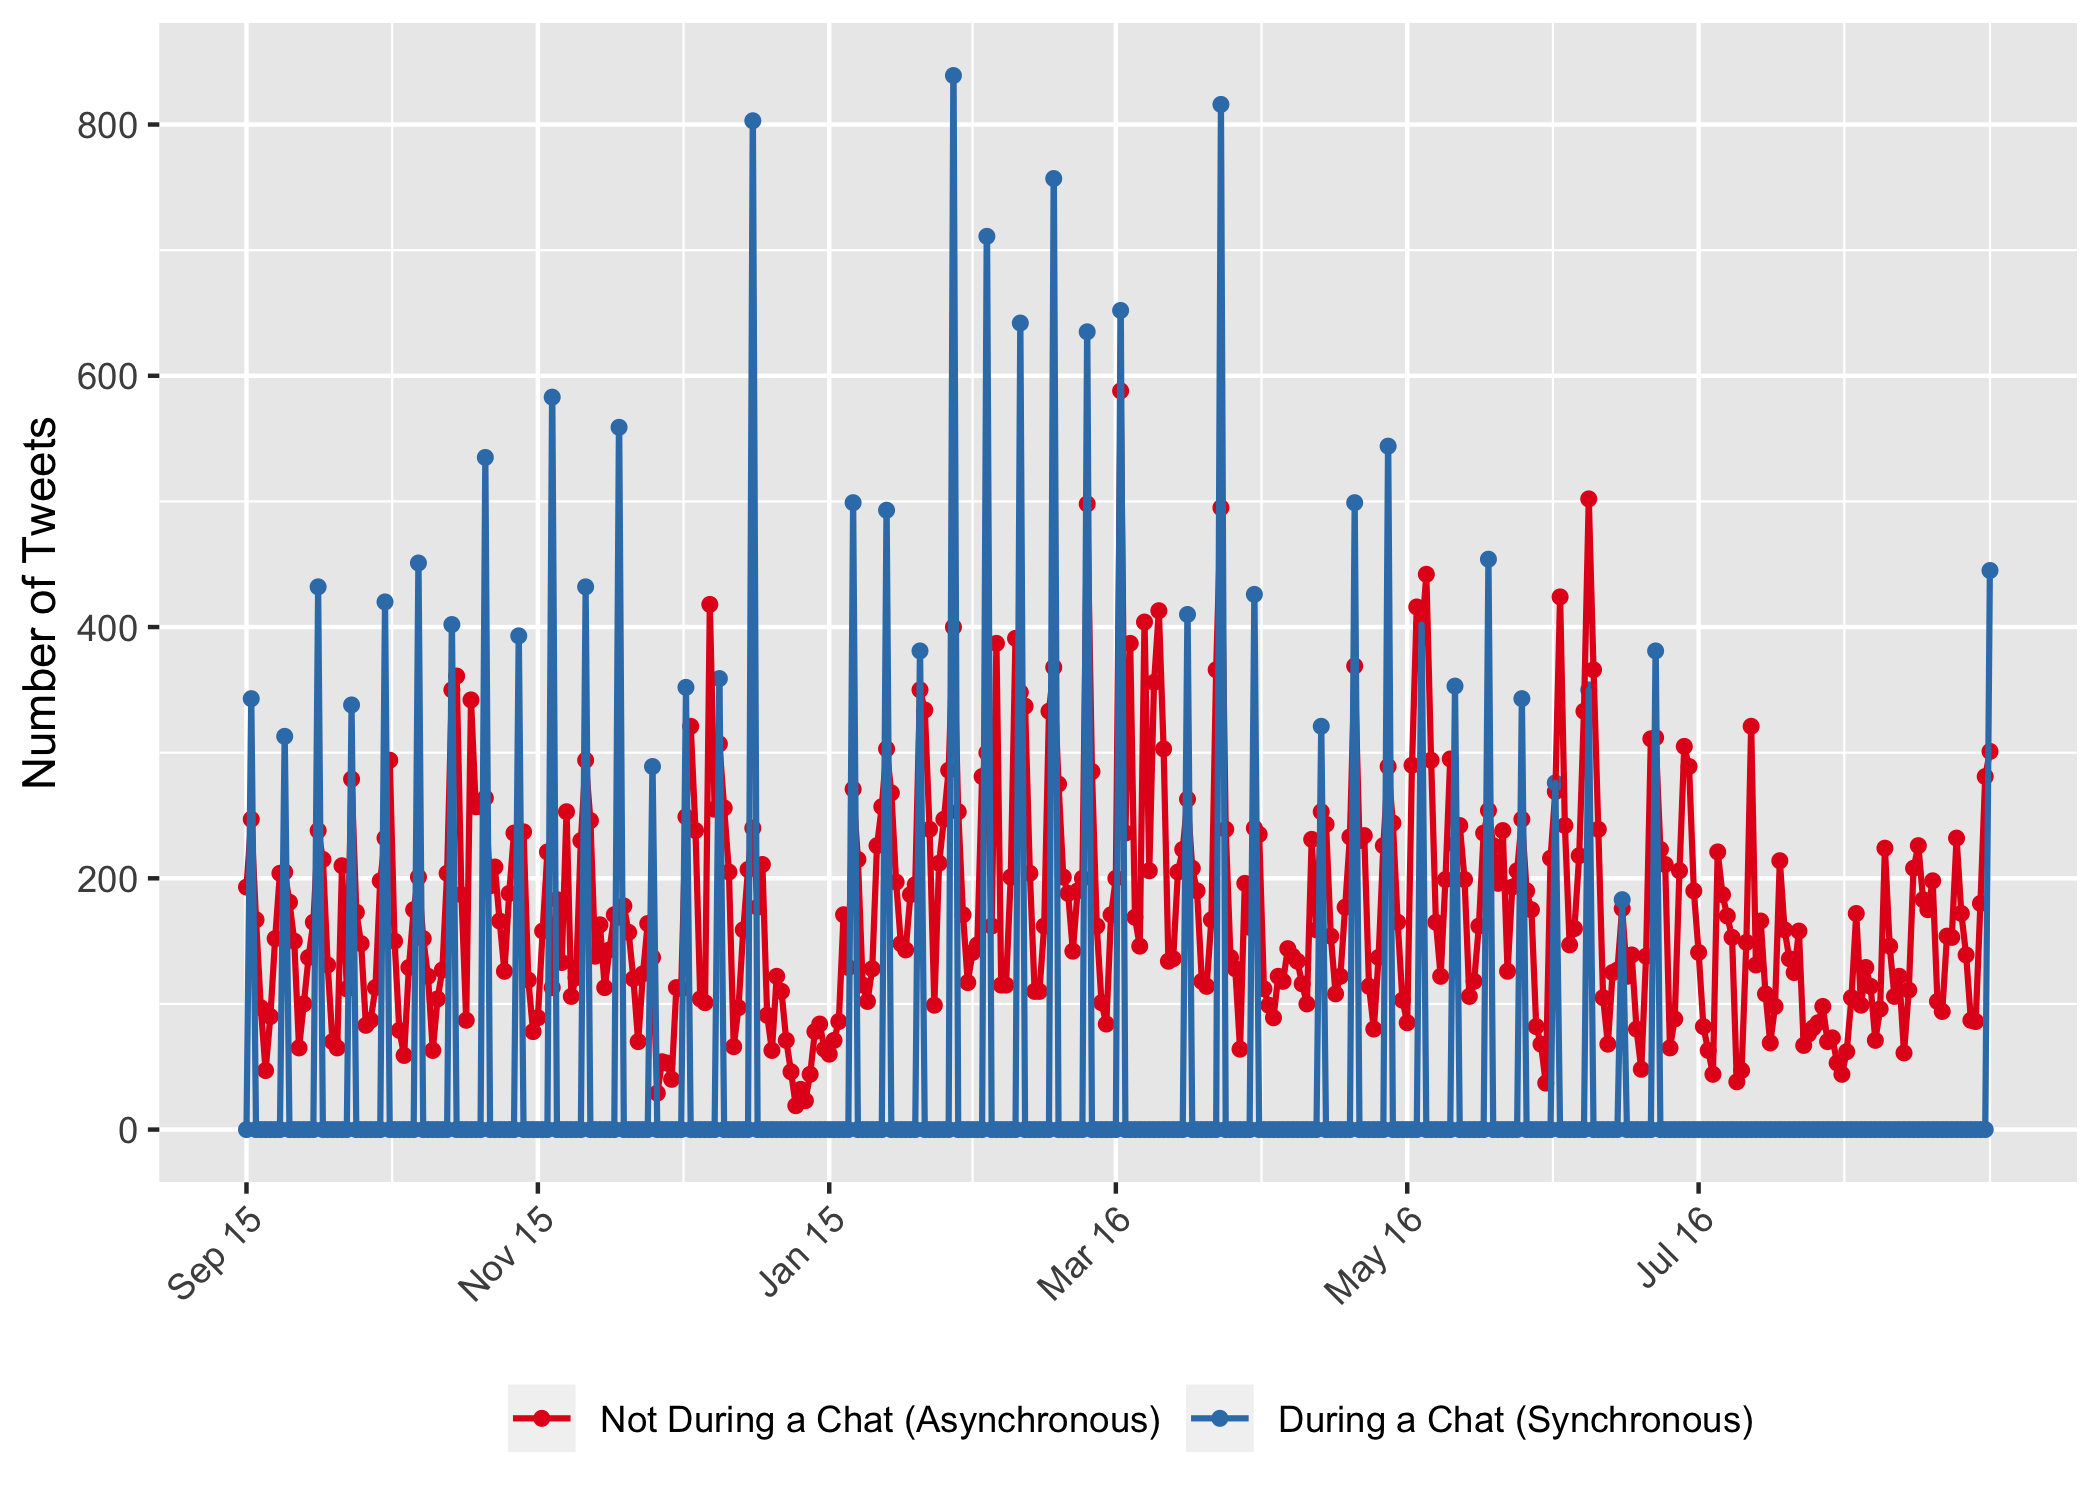 Number of Tweets
800
600
400
200
0
Sep 15
Nov 15
Jan 15
Mar 16
May 16
Jul 16
Not During a Chat (Asynchronous)
During a Chat (Synchronous)